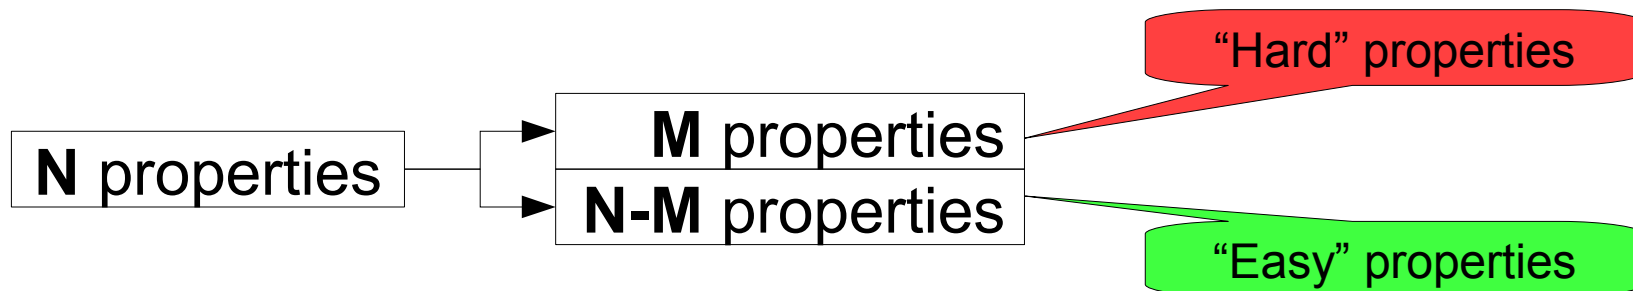 “Hard” properties
M properties
N properties
N-M properties
“Easy” properties